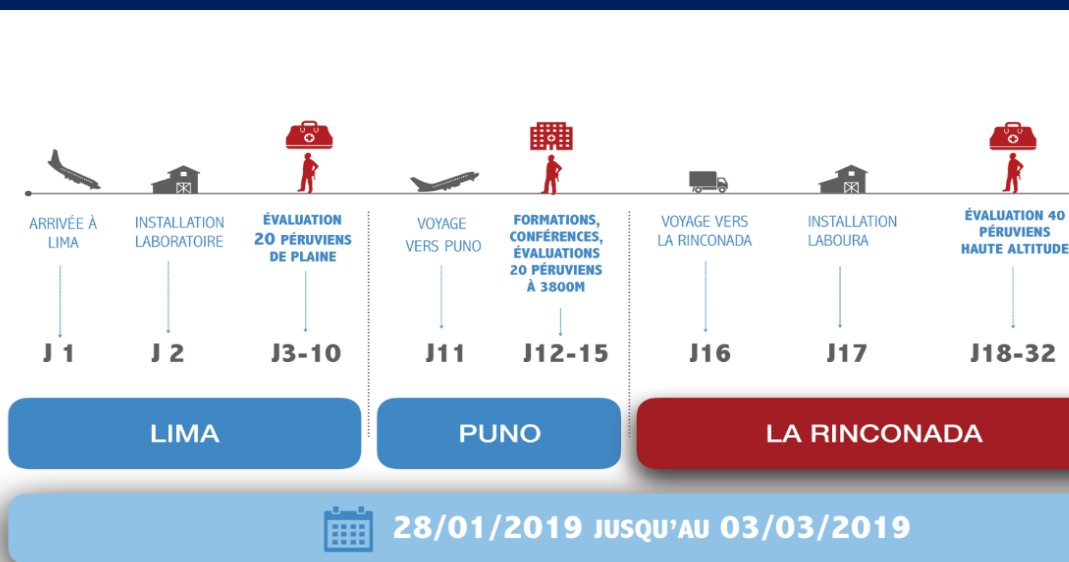 ARRIVÉE À
LIMA
INSTALLATION
LABORATOIRE
ÉVALUATION
20 PÉRUVIENS
DE PLAINE
VOYAGE
VERS PUNO
FORMATIONS,
CONFÉRENCES,
ÉVALUATIONS
20 PÉRUVIENS
À 3800M
VOYAGE VERS
LA RINCONADA
INSTALLATION
LABOURA
ÉVALUATION 40
PÉRUVIENS
HAUTE ALTITUDE
J 1
J 2
J3-10
J11
J12-15
J16
J17
J18-32
LIMA
PUNO
LA RINCONADA
28/01/2019 JUSQU'AU 03/03/2019